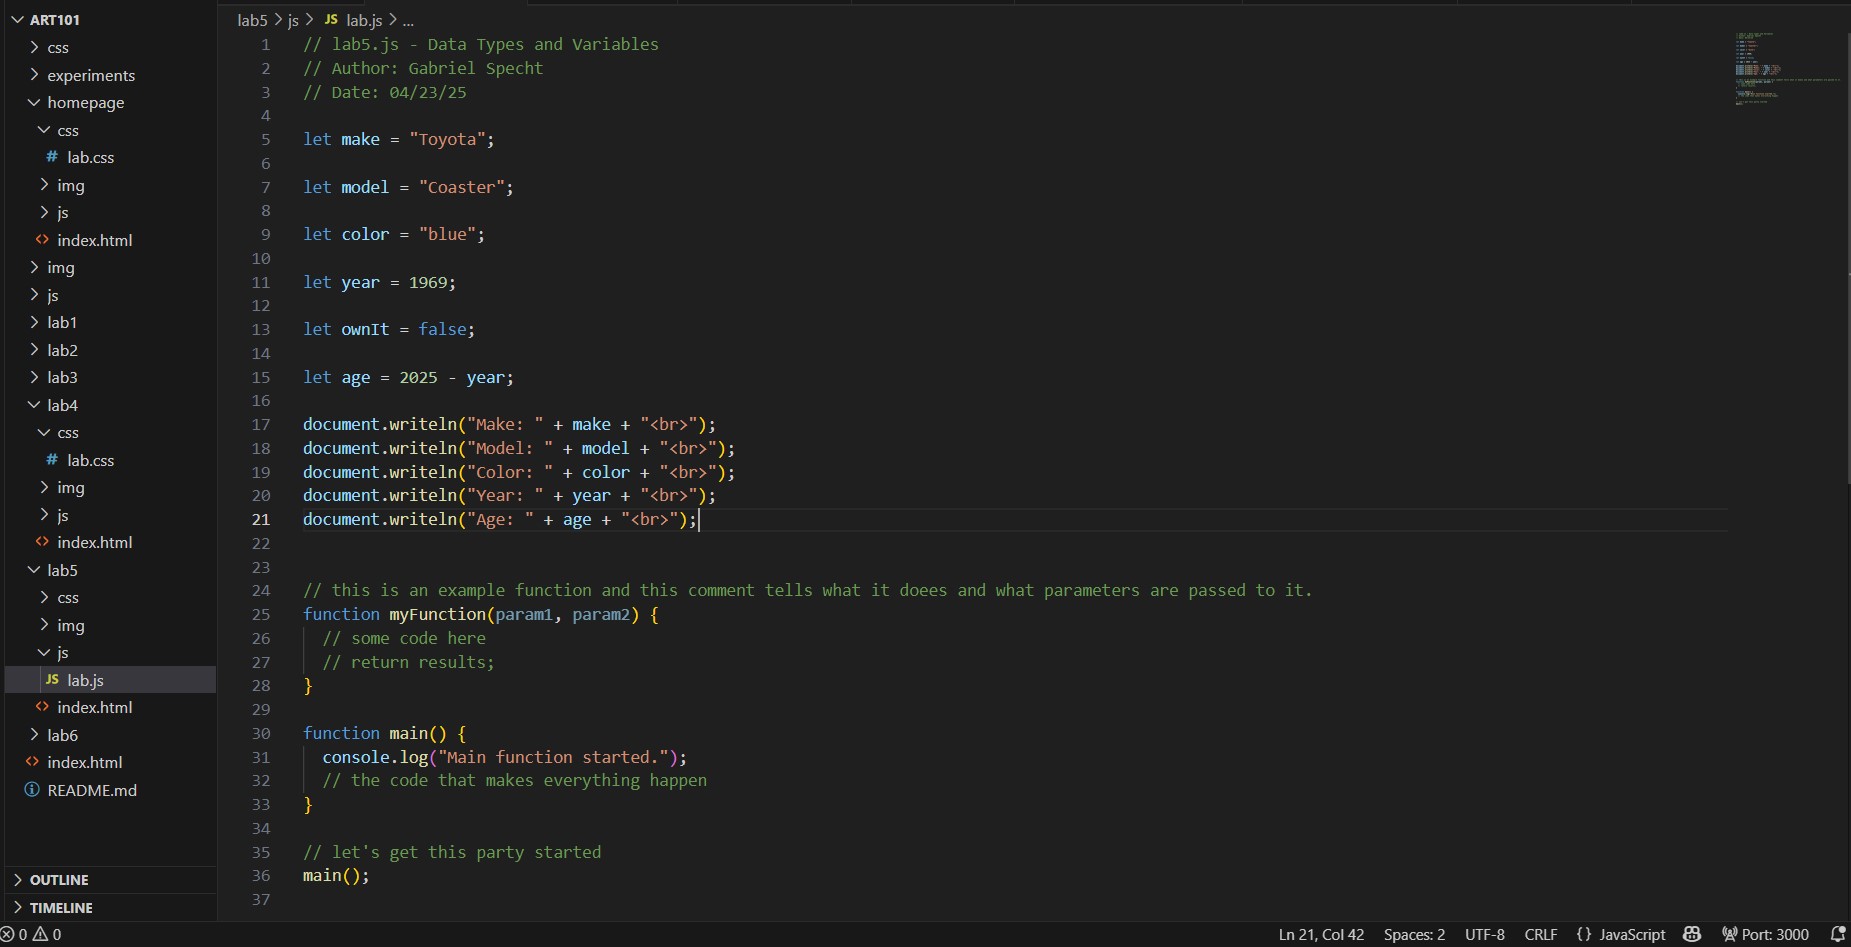 ART101
css
experiments
homepage
css
# lab.css
img
js
<> index.html
img
js
lab1
lab2
lab3
lab4
css
# lab.css
img
js
<> index.html
lab5
css
img
js
JS lab.js
<> index.html
lab6
<> index.html
README.md
OUTLINE
TIMELINE
lab5 > js > JS lab.js > ...
1 // lab5.js - Data Types and Variables
2 // Author: Gabriel Specht
3 // Date: 04/23/25
4
5 let make = "Toyota";
6
7 let model = "Coaster";
8
9 let color = "blue";
10
11 let year = 1969;
12
13 let ownIt = false;
14
15 let age = 2025 - year;
16
17 document.writeln("Make: " + make + "<br>");
18 document.writeln("Model: " + model + "<br>");
19 document.writeln("Color: " + color + "<br>");
20 document.writeln("Year: " + year + "<br>");
21 document.writeln("Age: " + age + "<br>");
22
23
24 // this is an example function and this comment tells what it doees and what parameters are passed to it.
25 function myFunction(param1, param2) {
26 // some code here
27 // return results;
28 }
29
30 function main() {
31 console.log("Main function started.");
32 // the code that makes everything happen
33 }
34
35 // let's get this party started
36 main();
37
0 0 Ln 21, Col 42 Spaces: 2 UTF-8 CRLF {} JavaScript Port: 3000